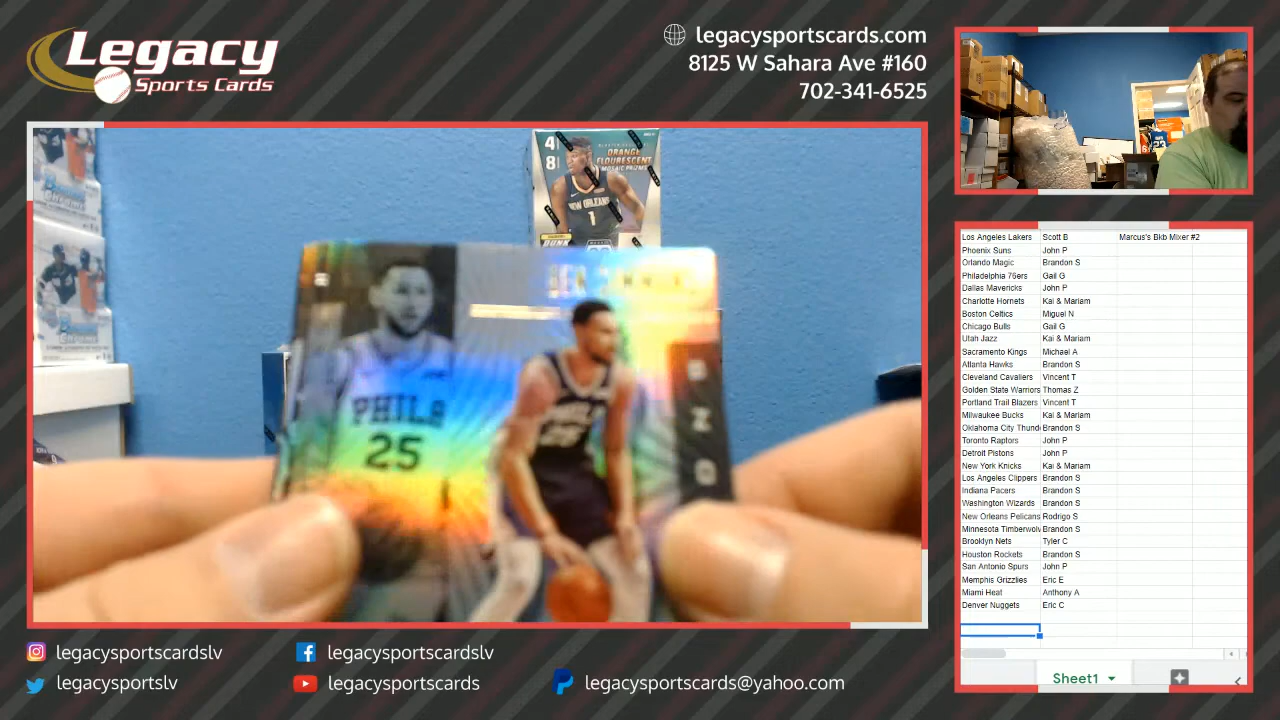 Legacy
Sports Cards
legacysportscards.com
8125 W Sahara Ave #160
702-341-6525
ORANGE
FLOURESCENT
MOSAIC PRIZMS
NEW ORLEANS
1
PHILA
25
Los Angeles Lakers Scott B Marcus's Bkb Mixer #2
Phoenix Suns John P
Orlando Magic Brandon S
Philadelphia 76ers Gail G
Dallas Mavericks John P
Charlotte Hornets Kai & Mariam
Boston Celtics Miguel N
Chicago Bulls Gail G
Utah Jazz Kai & Mariam
Sacramento Kings Michael A
Atlanta Hawks Brandon S
Cleveland Cavaliers Vincent T
Golden State Warriors Thomas Z
Portland Trail Blazers Vincent T
Milwaukee Bucks Kai & Mariam
Oklahoma City Thund Brandon S
Toronto Raptors John P
Detroit Pistons John P
New York Knicks Kai & Mariam
Los Angeles Clippers Brandon S
Indiana Pacers Brandon S
Washington Wizards Brandon S
New Orleans Pelicans Rodrigo S
Minnesota Timberwolv Brandon S
Brooklyn Nets Tyler C
Houston Rockets Brandon S
San Antonio Spurs John P
Memphis Grizzlies Eric E
Miami Heat Anthony A
Denver Nuggets Eric C
Sheet1
legacysportscardslv
legacysportscardslv
legacysportslv
legacysportscards
legacysportscards@yahoo.com